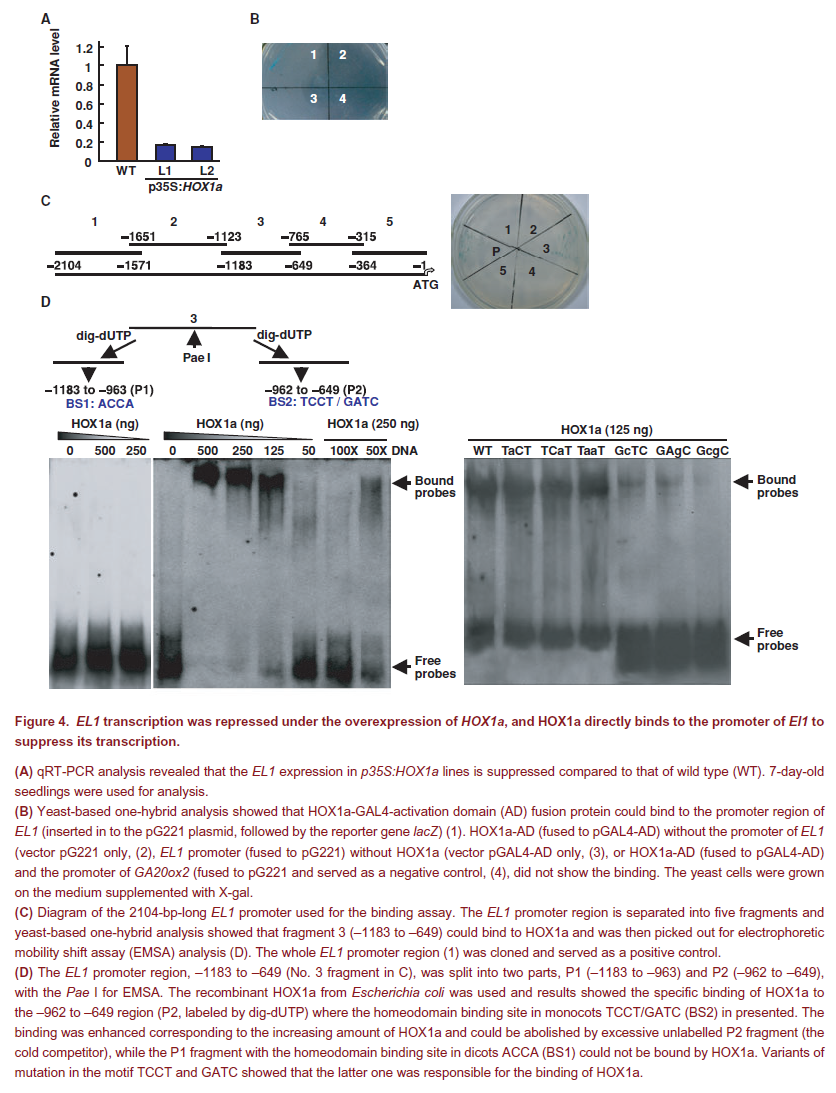 A
B
Relative mRNA level
1.2
1
0.8
0.6
0.4
0.2
0
WT L1 L2
p35S:HOX1a
1 2
3 4
C
1 2 3 4 5
–1651 –1123 –765 –315
–2104 –1571 –1183 –649 –364 –1
ATG
1 2
P 3
5 4
D
3
dig-dUTP dig-dUTP
Pae I
–1183 to –963 (P1) –962 to –649 (P2)
BS1: ACCA BS2: TCCT / GATC
HOX1a (ng) HOX1a (ng) HOX1a (250 ng)
0 500 250 0 500 250 125 50 100X 50X DNA
Bound
probes
Free
probes
HOX1a (125 ng)
WT TaCT TCaT TaaT GcTC GAgC GcgC
Bound
probes
Free
probes
Figure 4. EL1 transcription was repressed under the overexpression of HOX1a, and HOX1a directly binds to the promoter of El1 to
suppress its transcription.
(A) qRT-PCR analysis revealed that the EL1 expression in p35S:HOX1a lines is suppressed compared to that of wild type (WT). 7-day-old
seedlings were used for analysis.
(B) Yeast-based one-hybrid analysis showed that HOX1a-GAL4-activation domain (AD) fusion protein could bind to the promoter region of
EL1 (inserted in to the pG221 plasmid, followed by the reporter gene lacZ) (1). HOX1a-AD (fused to pGAL4-AD) without the promoter of EL1
(vector pG221 only, (2), EL1 promoter (fused to pG221) without HOX1a (vector pGAL4-AD only, (3), or HOX1a-AD (fused to pGAL4-AD)
and the promoter of GA20ox2 (fused to pG221 and served as a negative control, (4), did not show the binding. The yeast cells were grown
on the medium supplemented with X-gal.
(C) Diagram of the 2104-bp-long EL1 promoter used for the binding assay. The EL1 promoter region is separated into five fragments and
yeast-based one-hybrid analysis showed that fragment 3 (–1183 to –649) could bind to HOX1a and was then picked out for electrophoretic
mobility shift assay (EMSA) analysis (D). The whole EL1 promoter region (1) was cloned and served as a positive control.
(D) The EL1 promoter region, –1183 to –649 (No. 3 fragment in C), was split into two parts, P1 (–1183 to –963) and P2 (–962 to –649),
with the Pae I for EMSA. The recombinant HOX1a from Escherichia coli was used and results showed the specific binding of HOX1a to
the –962 to –649 region (P2, labeled by dig-dUTP) where the homeodomain binding site in monocots TCCT/GATC (BS2) in presented. The
binding was enhanced corresponding to the increasing amount of HOX1a and could be abolished by excessive unlabelled P2 fragment (the
cold competitor), while the P1 fragment with the homeodomain binding site in dicots ACCA (BS1) could not be bound by HOX1a. Variants of
mutation in the motif TCCT and GATC showed that the latter one was responsible for the binding of HOX1a.